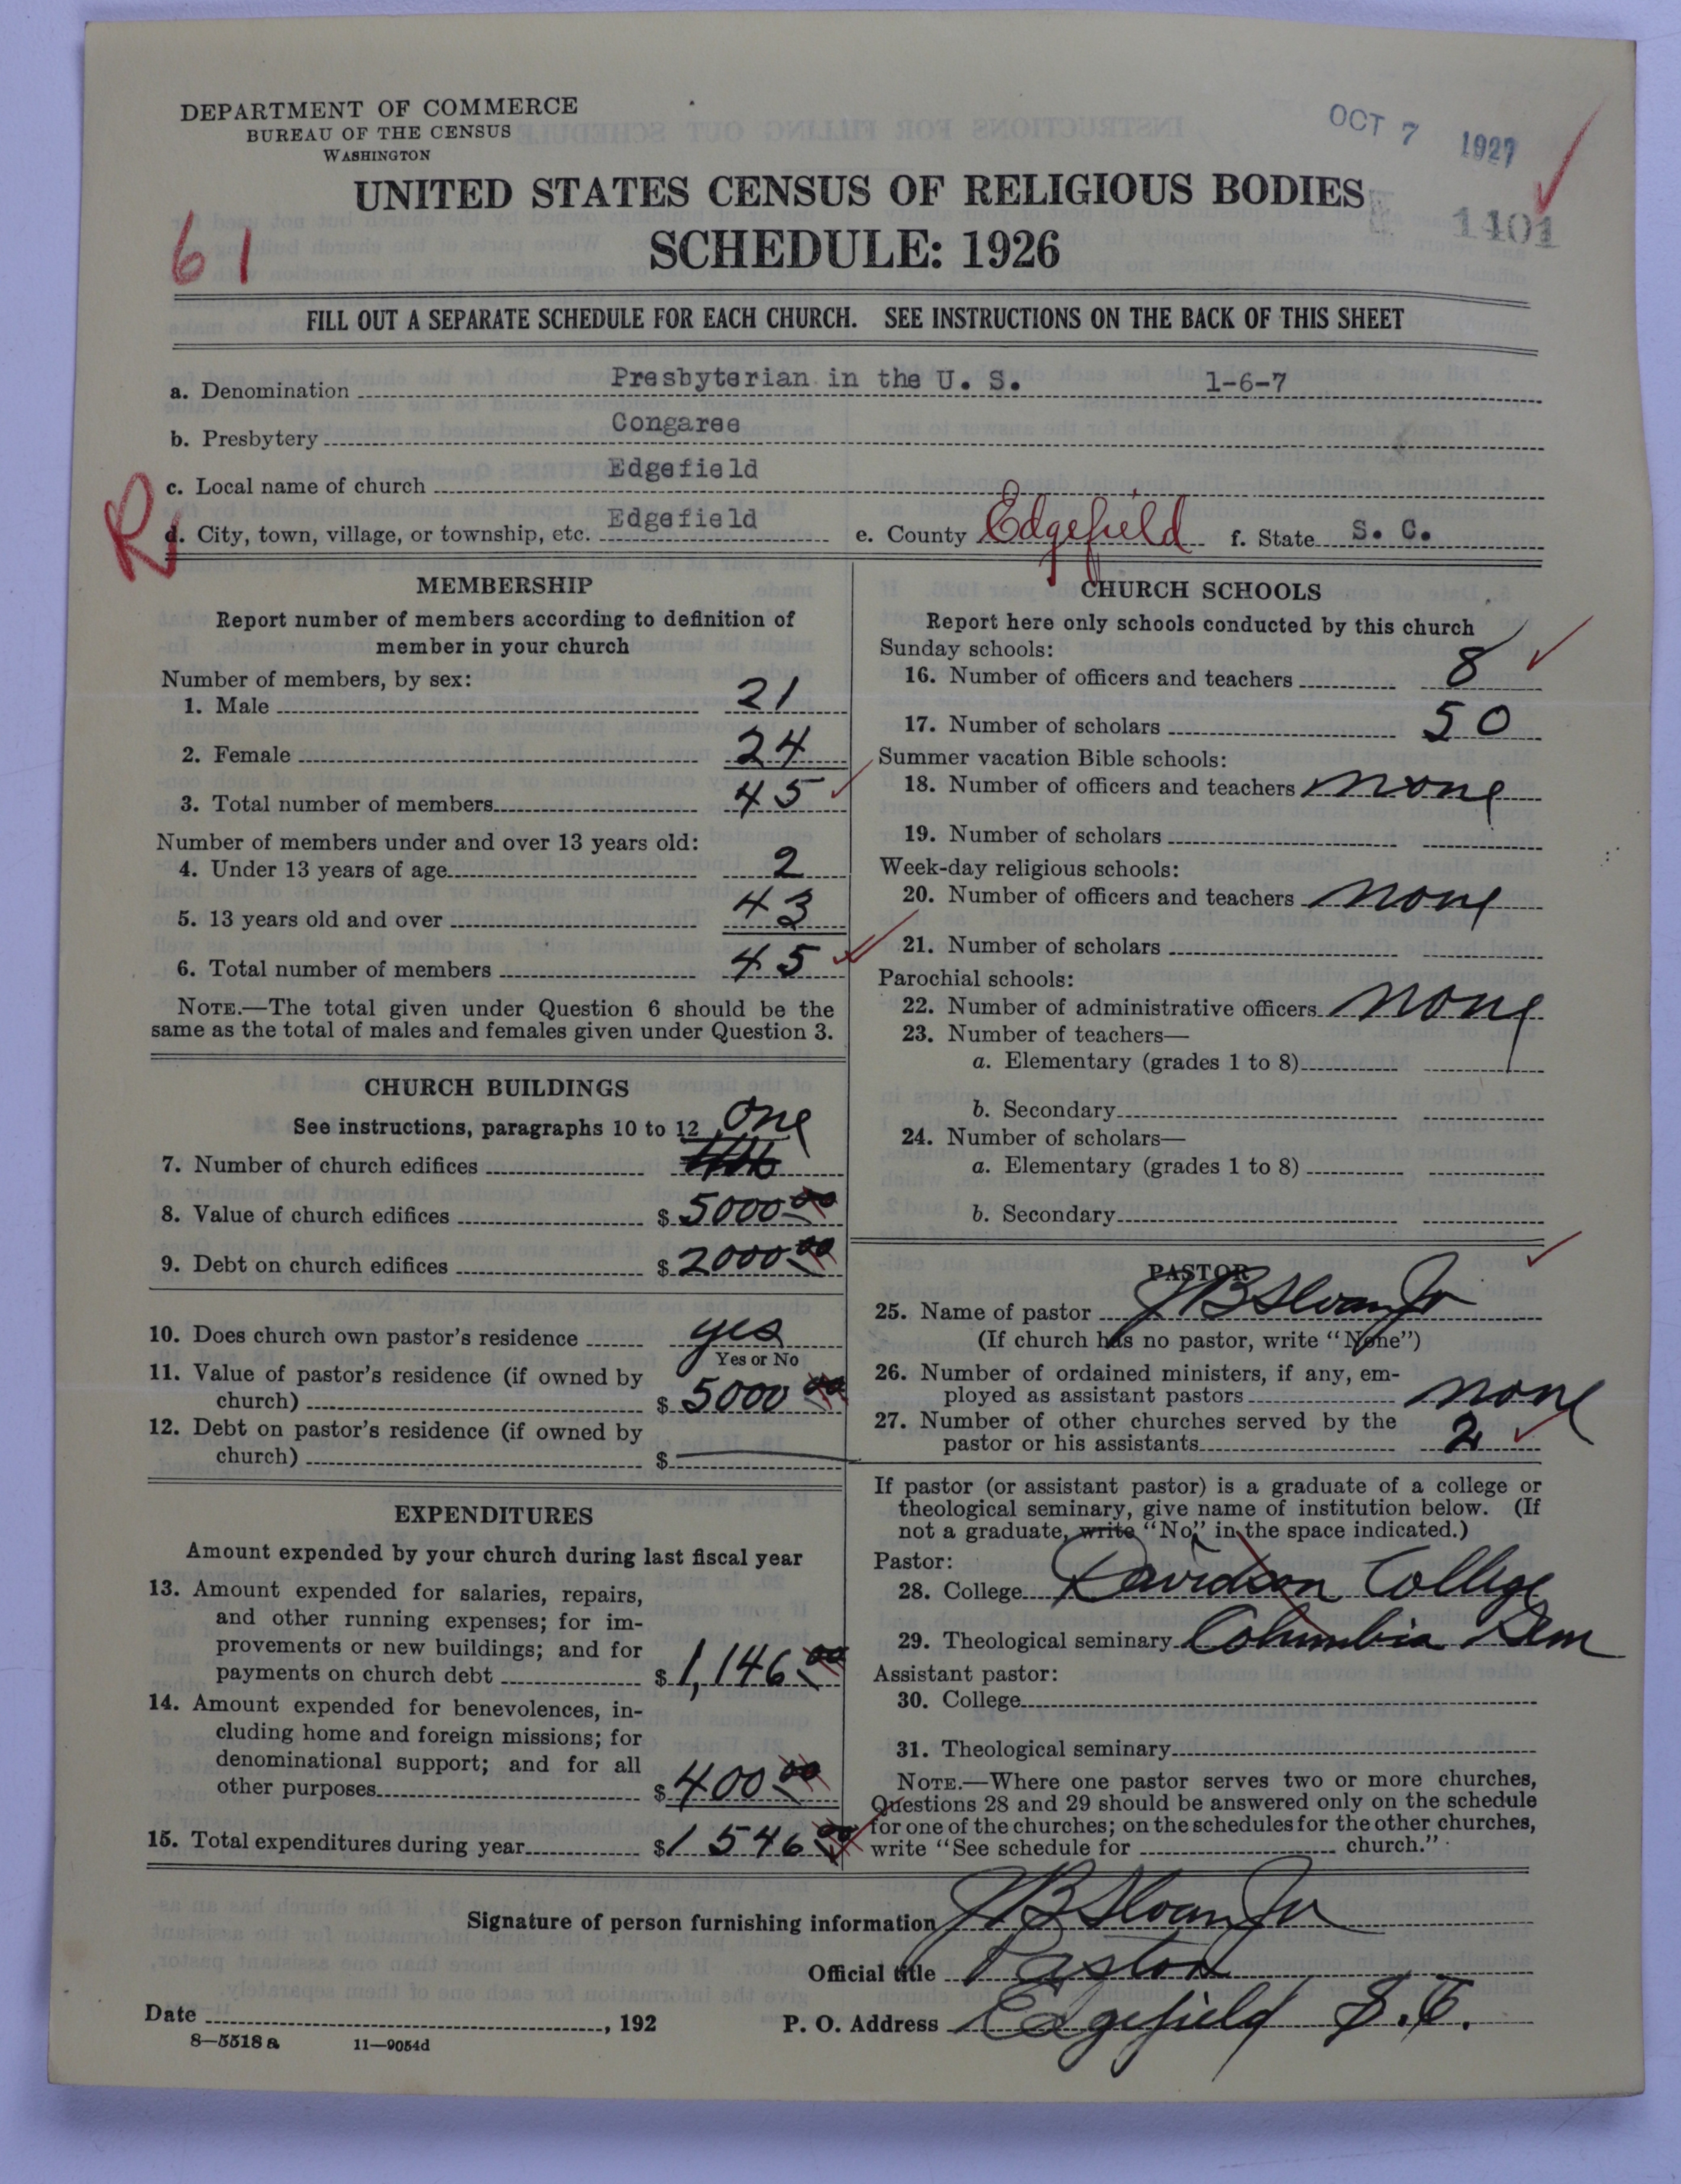 DEPARTMENT OF COMMERCE
BUREAU OF THE CENSUS
WASHINGTON
OCT 7 1927
UNITED STATES CENSUS OF RELIGIOUS BODIES
1401
SCHEDULE: 1926
61
FILL OUT A SEPARATE SCHEDULE FOR EACH CHURCH. SEE INSTRUCTIONS ON THE BACK OF THIS SHEET
a. Denomination Presbyterian in the U. S. 1-6-7
b. Presbytery Congaree
R
c. Local name of church Edgefield
d. City, town, village, or township, etc. Edgefield e. County Edgefield f. State S. C.
MEMBERSHIP
Report number of members according to definition of
member in your church
Number of members, by sex:
1. Male 21
2. Female 24
3. Total number of members 45
Number of members under and over 13 years old:
4. Under 13 years of age 2
5. 13 years old and over 43
6. Total number of members 45
NOTE.—The total given under Question 6 should be the
same as the total of males and females given under Question 3.
CHURCH BUILDINGS
See instructions, paragraphs 10 to 12
7. Number of church edifices One
8. Value of church edifices $ 5000 00
9. Debt on church edifices $ 2000 00
10. Does church own pastor's residence yes
Yes or No
11. Value of pastor's residence (if owned by
church) $ 5000 00
12. Debt on pastor's residence (if owned by
church) $
EXPENDITURES
Amount expended by your church during last fiscal year
13. Amount expended for salaries, repairs,
and other running expenses; for im-
provements or new buildings; and for
payments on church debt $ 1,146 00
14. Amount expended for benevolences, in-
cluding home and foreign missions; for
denominational support; and for all
other purposes $ 400 00
15. Total expenditures during year $ 1546 00
CHURCH SCHOOLS
Report here only schools conducted by this church
Sunday schools:
16. Number of officers and teachers 8
17. Number of scholars 50
Summer vacation Bible schools:
18. Number of officers and teachers none
19. Number of scholars
Week-day religious schools:
20. Number of officers and teachers none
21. Number of scholars
Parochial schools:
22. Number of administrative officers none
23. Number of teachers—
a. Elementary (grades 1 to 8)
b. Secondary
24. Number of scholars—
a. Elementary (grades 1 to 8)
b. Secondary
PASTOR
25. Name of pastor J B Sloan Jr
(If church has no pastor, write "None")
26. Number of ordained ministers, if any, em-
ployed as assistant pastors none
27. Number of other churches served by the
pastor or his assistants 2
If pastor (or assistant pastor) is a graduate of a college or
theological seminary, give name of institution below. (If
not a graduate, write "No" in the space indicated.)
Pastor:
28. College Davidson College
29. Theological seminary Columbia Sem
Assistant pastor:
30. College
31. Theological seminary
NOTE.—Where one pastor serves two or more churches,
Questions 28 and 29 should be answered only on the schedule
for one of the churches; on the schedules for the other churches,
write "See schedule for church."
Signature of person furnishing information J B Sloan Jr
Official title Pastor
Date , 192 P. O. Address Edgefield S. C.
8—5518 a 11—9054d